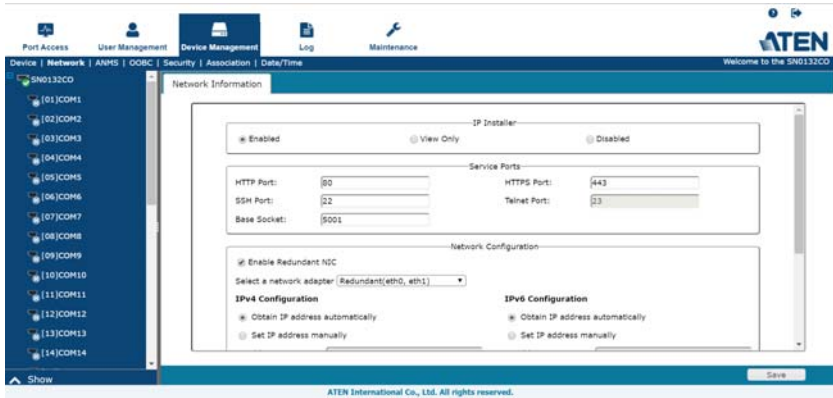 Port Access
User Management
Device Management
Log
Maintenance
ATEN
Device | Network | ANMS | OOBC | Security | Association | Date/Time
Welcome to the SN0132CO
SN0132CO
[01]COM1
[02]COM2
[03]COM3
[04]COM4
[05]COM5
[06]COM6
[07]COM7
[08]COM8
[09]COM9
[10]COM10
[11]COM11
[12]COM12
[13]COM13
[14]COM14
Show
Network Information
IP Installer
Enabled
View Only
Disabled
Service Ports
HTTP Port: 80
HTTPS Port: 443
SSH Port: 22
Telnet Port: 23
Base Socket: 5001
Network Configuration
Enable Redundant NIC
Select a network adapter Redundant(eth0, eth1)
IPv4 Configuration
IPv6 Configuration
Obtain IP address automatically
Obtain IP address automatically
Set IP address manually
Set IP address manually
Save
ATEN International Co., Ltd. All rights reserved.